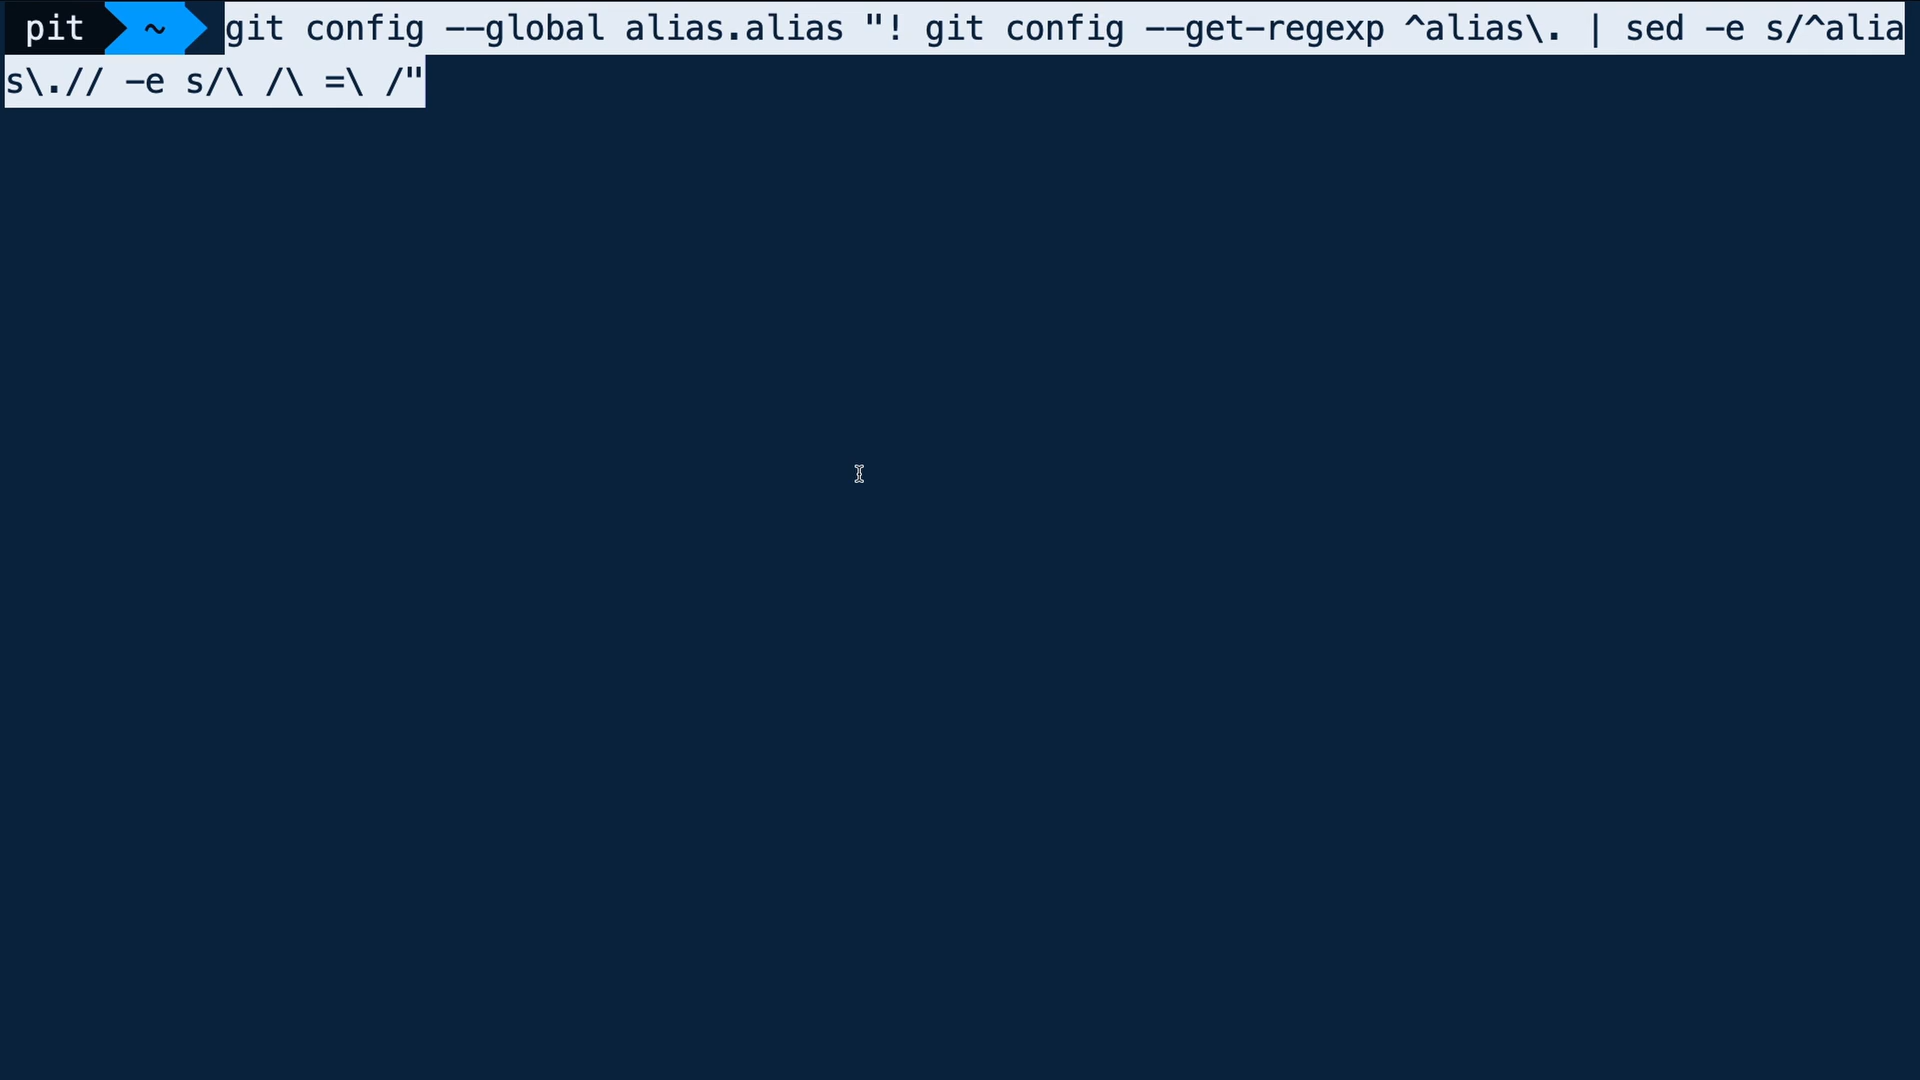 pit ~ git config --global alias.alias "! git config --get-regexp ^alias\. | sed -e s/^alia
s\.// -e s/\ /\ =\ /"